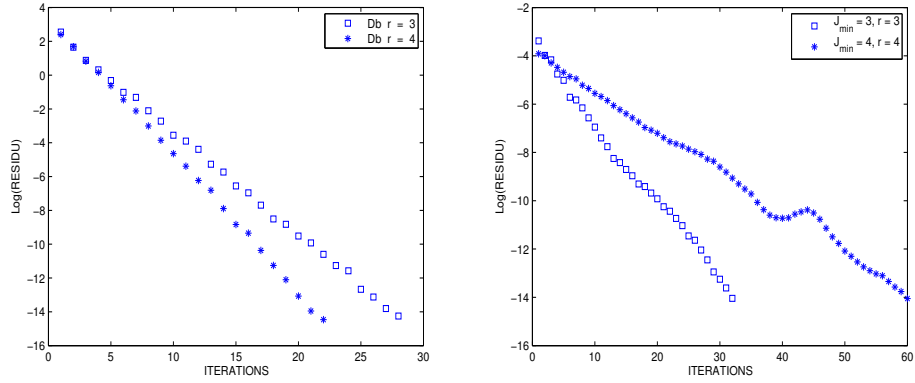 4
2
0
−2
−4
−6
−8
−10
−12
−14
−16
0 5 10 15 20 25 30
ITERATIONS
Log(RESIDU)
Db r = 3
Db r = 4
−2
−4
−6
−8
−10
−12
−14
−16
0 10 20 30 40 50 60
ITERATIONS
Log(RESIDU)
J_min = 3, r = 3
J_min = 4, r = 4